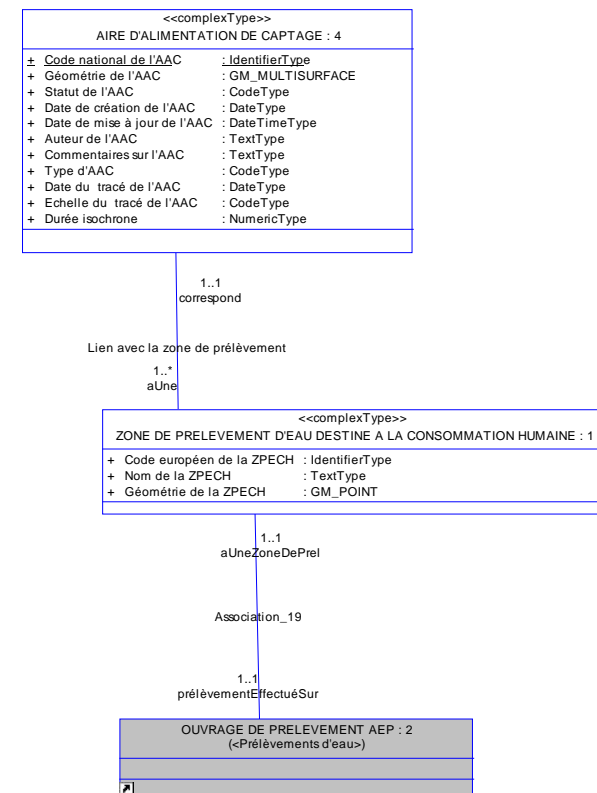 <<complexType>>
AIRE D'ALIMENTATION DE CAPTAGE : 4
+ Code national de l'AAC : IdentifierType
+ Géométrie de l'AAC : GM_MULTISURFACE
+ Statut de l'AAC : CodeType
+ Date de création de l'AAC : DateType
+ Date de mise à jour de l'AAC : DateTimeType
+ Auteur de l'AAC : TextType
+ Commentaires sur l'AAC : TextType
+ Type d'AAC : CodeType
+ Date du tracé de l'AAC : DateType
+ Echelle du tracé de l'AAC : CodeType
+ Durée isochrone : NumericType
1..1
correspond
Lien avec la zone de prélèvement
1..*
aUne
<<complexType>>
ZONE DE PRELEVEMENT D'EAU DESTINE A LA CONSOMMATION HUMAINE : 1
+ Code européen de la ZPECH : IdentifierType
+ Nom de la ZPECH : TextType
+ Géométrie de la ZPECH : GM_POINT
1..1
aUneZoneDePrel
Association_19
1..1
prélèvementEffectuéSur
OUVRAGE DE PRELEVEMENT AEP : 2
(<Prélèvements d'eau>)